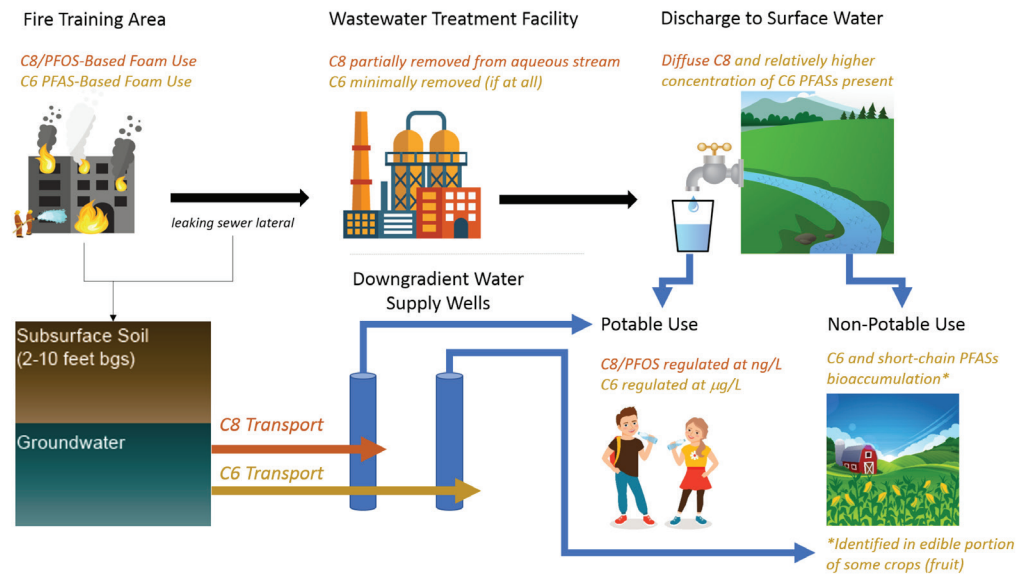 Fire Training Area
C8/PFOS-Based Foam Use
C6 PFAS-Based Foam Use
Wastewater Treatment Facility
C8 partially removed from aqueous stream
C6 minimally removed (if at all)
Discharge to Surface Water
Diffuse C8 and relatively higher
concentration of C6 PFASs present
leaking sewer lateral
Downgradient Water
Supply Wells
Subsurface Soil
(2-10 feet bgs)
Groundwater
C8 Transport
C6 Transport
Potable Use
C8/PFOS regulated at ng/L
C6 regulated at μg/L
Non-Potable Use
C6 and short-chain PFASs
bioaccumulation*
*Identified in edible portion
of some crops (fruit)